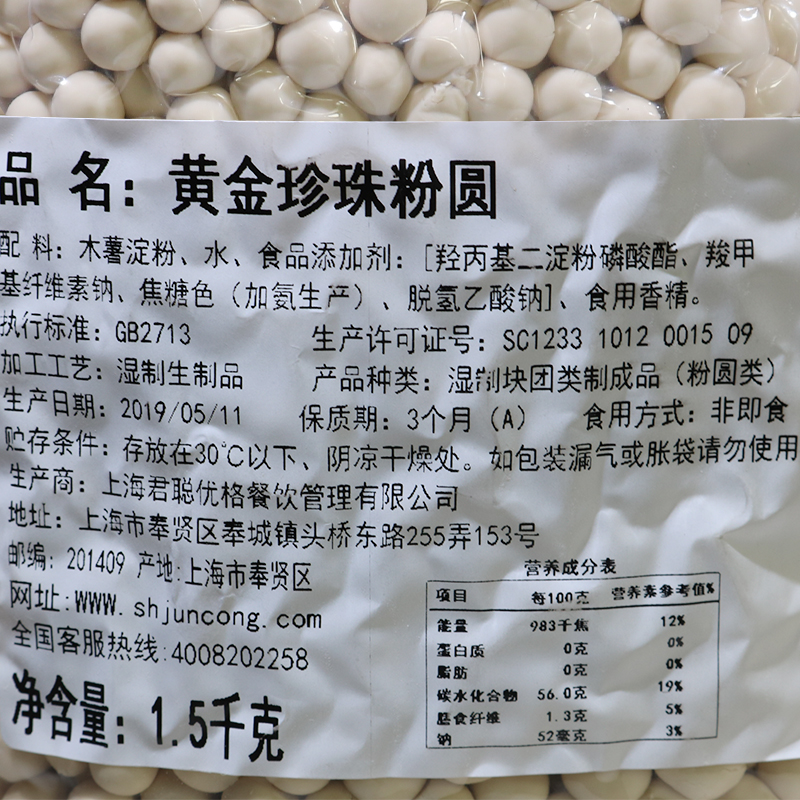 品 名：黄金珍珠粉圆
配 料：木薯淀粉、水、食品添加剂：[羟丙基二淀粉磷酸酯、羧甲
基纤维素钠、焦糖色（加氨生产）、脱氢乙酸钠]、食用香精。
执行标准：GB2713 生产许可证号：SC1233 1012 0015 09
加工工艺：湿制生制品 产品种类：湿制块团类制成品（粉圆类）
生产日期：2019/05/11 保质期：3个月（A） 食用方式：非即食
贮存条件：存放在30℃以下、阴凉干燥处。如包装漏气或胀袋请勿使用
生产商：上海君聪优格餐饮管理有限公司
地址：上海市奉贤区奉城镇头桥东路255弄153号
邮编：201409 产地：上海市奉贤区
网址：WWW.shjuncong.com
全国客服热线：4008202258
净含量：1.5千克
营养成分表
项目 每100克 营养素参考值%
能量 983千焦 12%
蛋白质 0克 0%
脂肪 0克 0%
碳水化合物 56.0克 19%
膳食纤维 1.3克 5%
钠 52毫克 3%